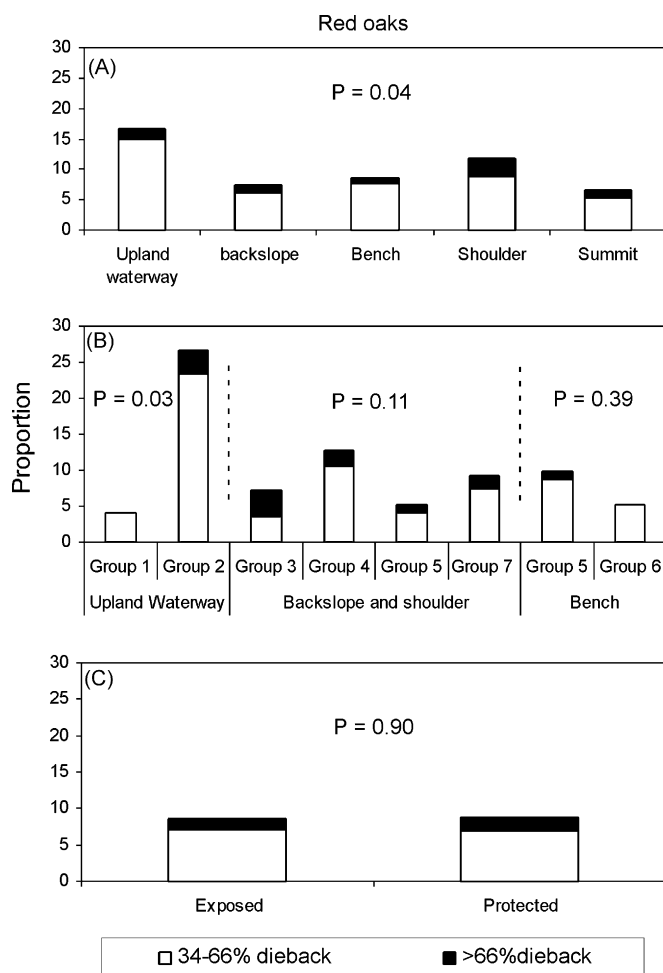 Red oaks
(A)
P = 0.04
30
25
20
15
10
5
0
Upland waterway
backslope
Bench
Shoulder
Summit
Proportion
(B)
P = 0.03
P = 0.11
P = 0.39
30
25
20
15
10
5
0
Group 1 Group 2 Group 3 Group 4 Group 5 Group 7 Group 5 Group 6
Upland Waterway Backslope and shoulder Bench
(C)
P = 0.90
30
25
20
15
10
5
0
Exposed Protected
34-66% dieback >66%dieback